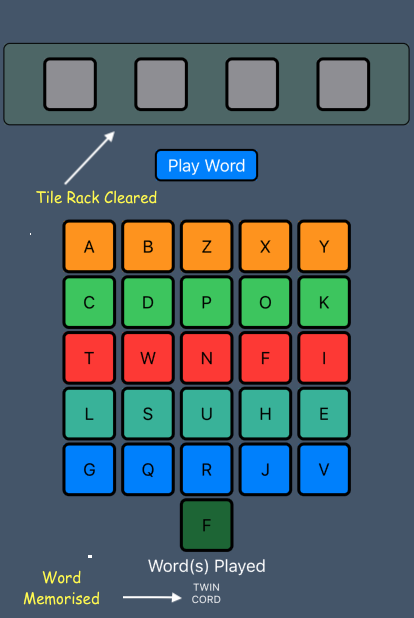 Play Word
Tile Rack Cleared
A B Z X Y
C D P O K
T W N F I
L S U H E
G Q R J V
F
Word(s) Played
Word
Memorised
TWIN
CORD